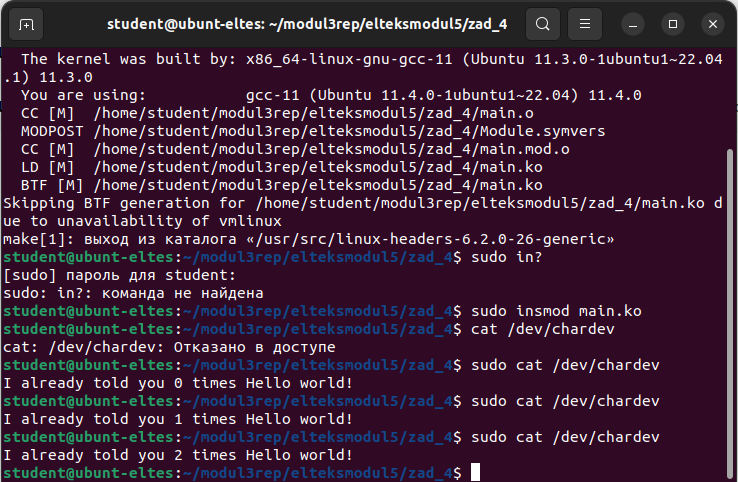 student@ubunt-eltes: ~/modul3rep/elteksmodul5/zad_4
The kernel was built by: x86_64-linux-gnu-gcc-11 (Ubuntu 11.3.0-1ubuntu1~22.04
.1) 11.3.0
You are using:           gcc-11 (Ubuntu 11.4.0-1ubuntu1~22.04) 11.4.0
CC [M]  /home/student/modul3rep/elteksmodul5/zad_4/main.o
MODPOST /home/student/modul3rep/elteksmodul5/zad_4/Module.symvers
CC [M]  /home/student/modul3rep/elteksmodul5/zad_4/main.mod.o
LD [M]  /home/student/modul3rep/elteksmodul5/zad_4/main.ko
BTF [M] /home/student/modul3rep/elteksmodul5/zad_4/main.ko
Skipping BTF generation for /home/student/modul3rep/elteksmodul5/zad_4/main.ko d
ue to unavailability of vmlinux
make[1]: выход из каталога «/usr/src/linux-headers-6.2.0-26-generic»
student@ubunt-eltes:~/modul3rep/elteksmodul5/zad_4$ sudo in?
[sudo] пароль для student:
sudo: in?: команда не найдена
student@ubunt-eltes:~/modul3rep/elteksmodul5/zad_4$ sudo insmod main.ko
student@ubunt-eltes:~/modul3rep/elteksmodul5/zad_4$ cat /dev/chardev
cat: /dev/chardev: Отказано в доступе
student@ubunt-eltes:~/modul3rep/elteksmodul5/zad_4$ sudo cat /dev/chardev
I already told you 0 times Hello world!
student@ubunt-eltes:~/modul3rep/elteksmodul5/zad_4$ sudo cat /dev/chardev
I already told you 1 times Hello world!
student@ubunt-eltes:~/modul3rep/elteksmodul5/zad_4$ sudo cat /dev/chardev
I already told you 2 times Hello world!
student@ubunt-eltes:~/modul3rep/elteksmodul5/zad_4$